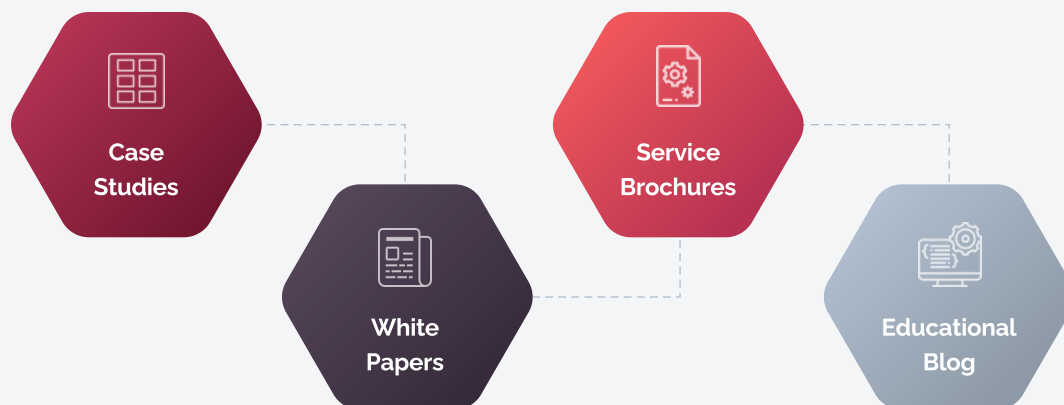 Case
Studies
White
Papers
Service
Brochures
Educational
Blog